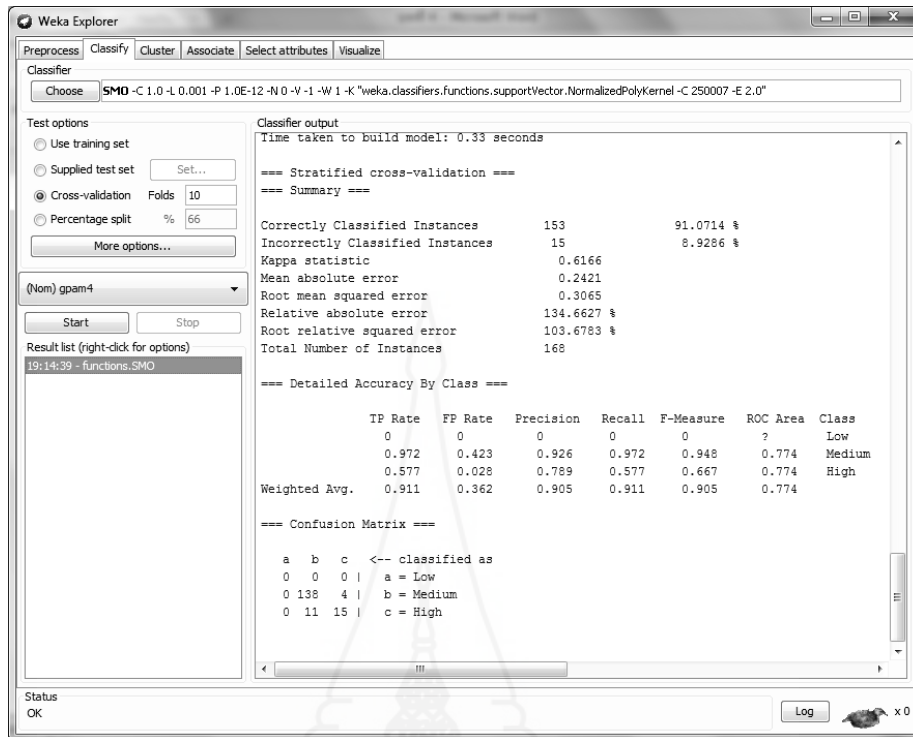 Weka Explorer
Preprocess Classify Cluster Associate Select attributes Visualize
Classifier
Choose SMO -C 1.0 -L 0.001 -P 1.0E-12 -N 0 -V -1 -W 1 -K "weka.classifiers.functions.supportVector.NormalizedPolyKernel -C 250007 -E 2.0"
Test options
Use training set
Supplied test set Set...
Cross-validation Folds 10
Percentage split % 66
More options...
(Nom) gpam4
Start Stop
Result list (right-click for options)
19:14:39 - functions.SMO
Classifier output
Time taken to build model: 0.33 seconds
=== Stratified cross-validation ===
=== Summary ===
Correctly Classified Instances 153 91.0714 %
Incorrectly Classified Instances 15 8.9286 %
Kappa statistic 0.6166
Mean absolute error 0.2421
Root mean squared error 0.3065
Relative absolute error 134.6627 %
Root relative squared error 103.6783 %
Total Number of Instances 168
=== Detailed Accuracy By Class ===
TP Rate FP Rate Precision Recall F-Measure ROC Area Class
0 0 0 0 0 ? Low
0.972 0.423 0.926 0.972 0.948 0.774 Medium
0.577 0.028 0.789 0.577 0.667 0.774 High
Weighted Avg. 0.911 0.362 0.905 0.911 0.905 0.774
=== Confusion Matrix ===
a b c <-- classified as
0 0 0 | a = Low
0 138 4 | b = Medium
0 11 15 | c = High
Status
OK
Log x 0